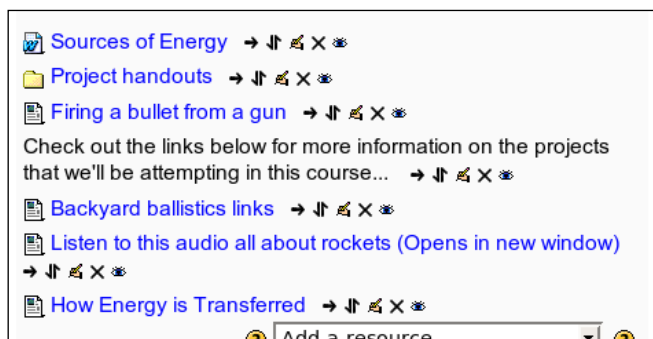 Sources of Energy
Project handouts
Firing a bullet from a gun
Check out the links below for more information on the projects
that we'll be attempting in this course...
Backyard ballistics links
Listen to this audio all about rockets (Opens in new window)
How Energy is Transferred
Add a resource...